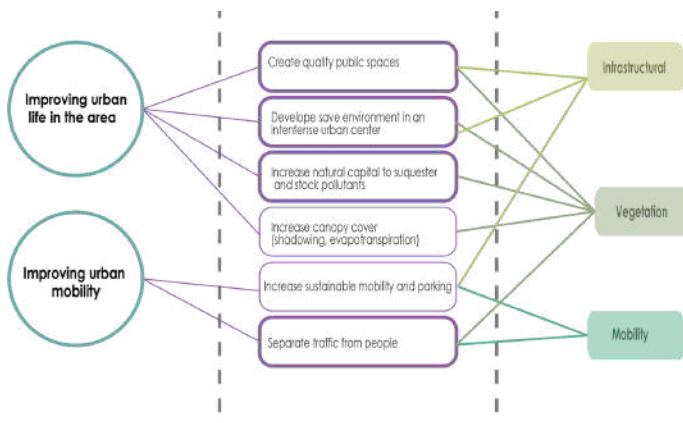 Improving urban
life in the area
Improving urban
mobility
Create quality public spaces
Develop save environment in an
intenfense urban center
Increase natural capital to suquester
and stock pollutants
Increase canopy cover
(shadowing, evapotranspiration)
Increase sustainable mobility and parking
Separate traffic from people
Infrastructural
Vegetation
Mobility